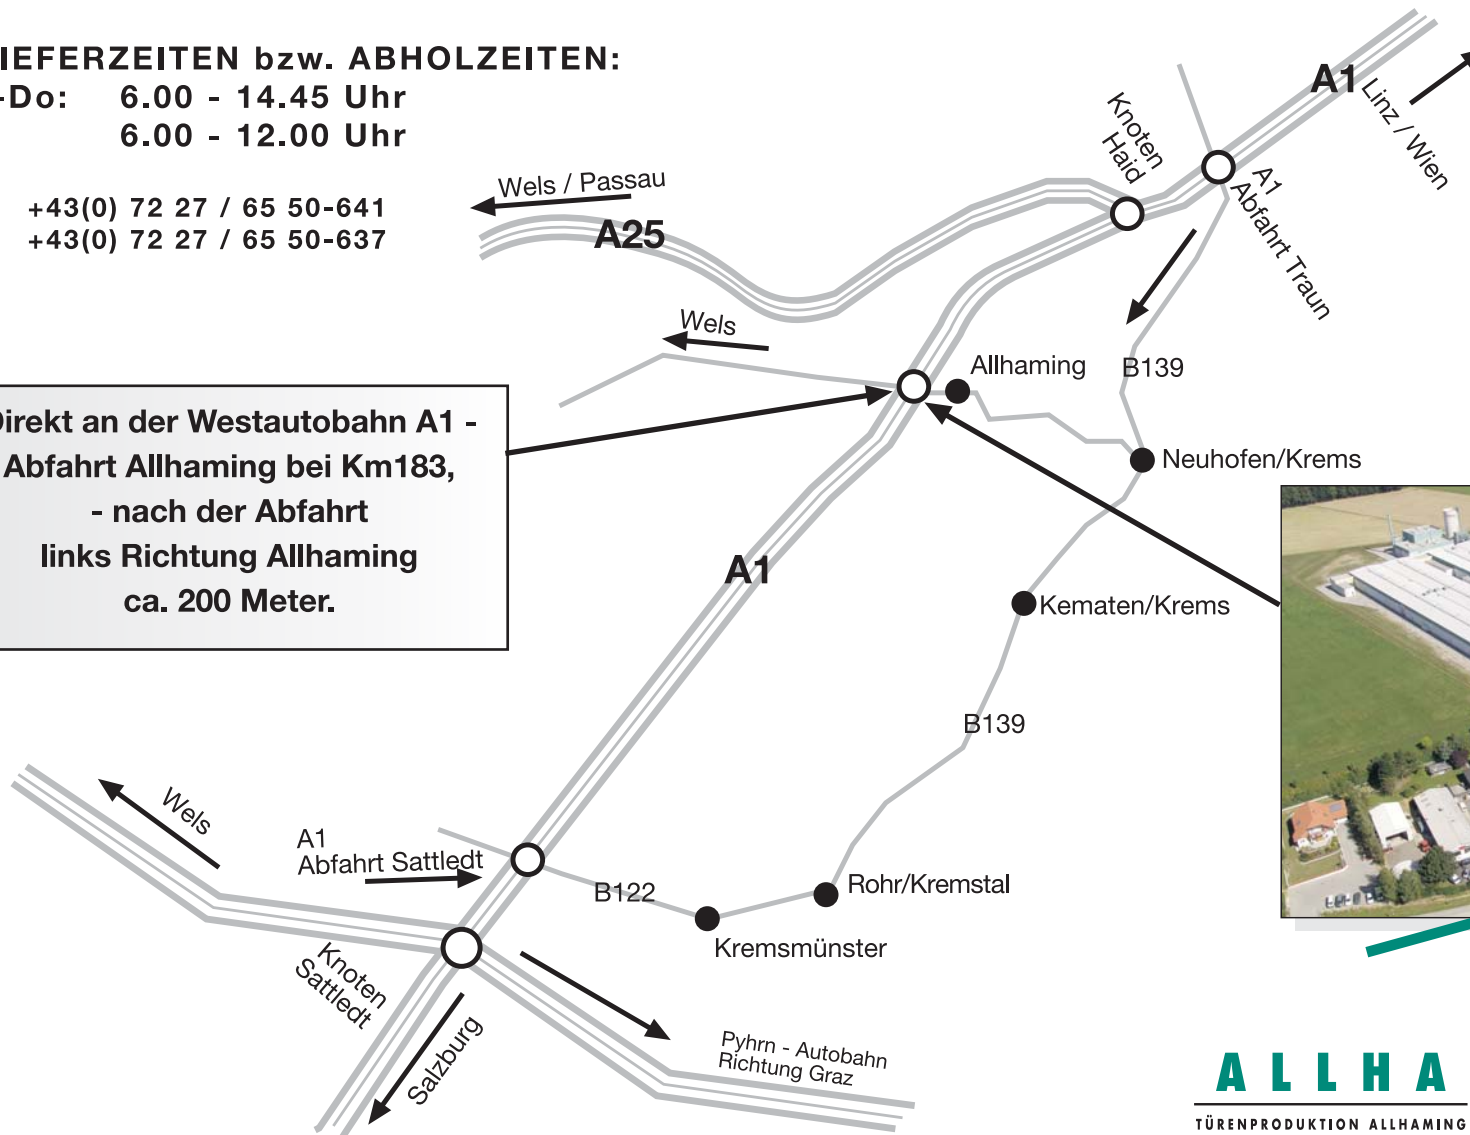 IEFERZEITEN bzw. ABHOLZEITEN:
-Do: 6.00 - 14.45 Uhr
6.00 - 12.00 Uhr
+43(0) 72 27 / 65 50-641
+43(0) 72 27 / 65 50-637
Wels / Passau
A25
Knoten
Haid
A1
Linz / Wien
A1
Abfahrt Traun
Wels
Allhaming
B139
Direkt an der Westautobahn A1 -
Abfahrt Allhaming bei Km183,
- nach der Abfahrt
links Richtung Allhaming
ca. 200 Meter.
Neuhofen/Krems
A1
Kematen/Krems
B139
Wels
A1
Abfahrt Sattledt
B122
Rohr/Kremstal
Kremsmünster
Knoten
Sattledt
Salzburg
Pyhrn - Autobahn
Richtung Graz
ALLHA
TÜRENPRODUKTION ALLHAMING